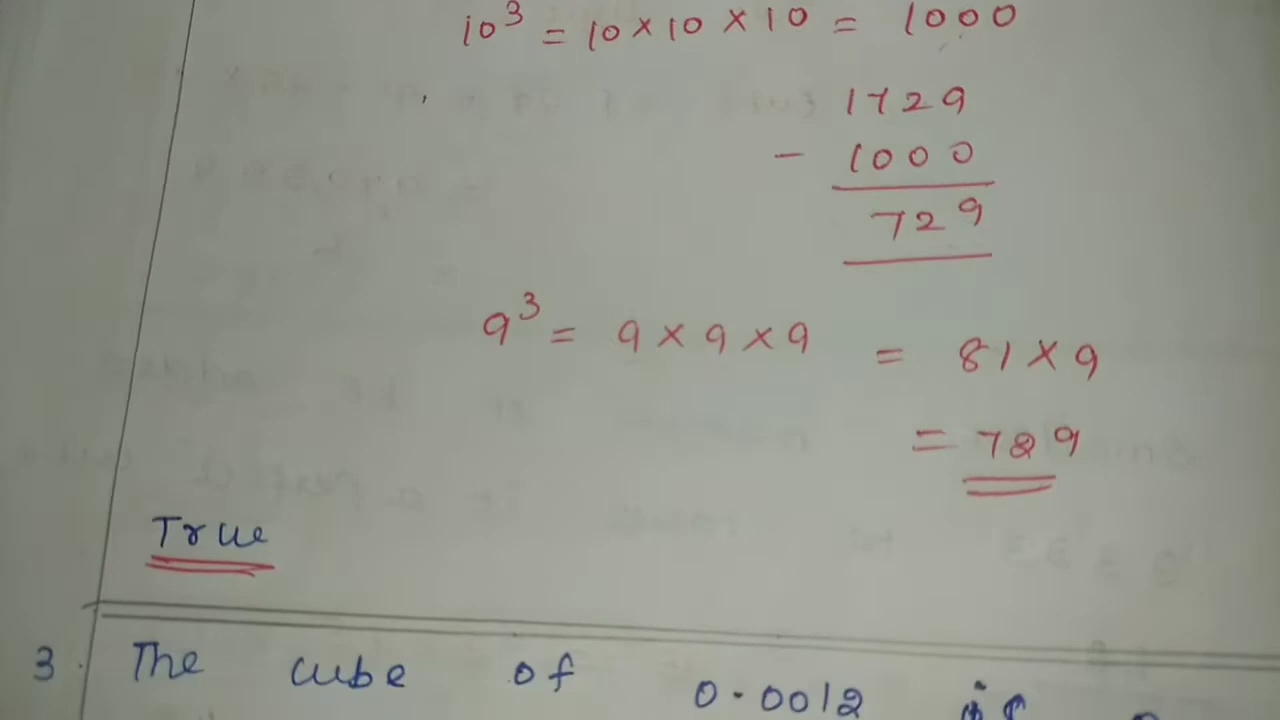 10³ = 10 × 10 × 10 = 1000
1729
- 1000
729
9³ = 9 × 9 × 9 = 81 × 9
= 729
True
3. The cube of 0.0012 is